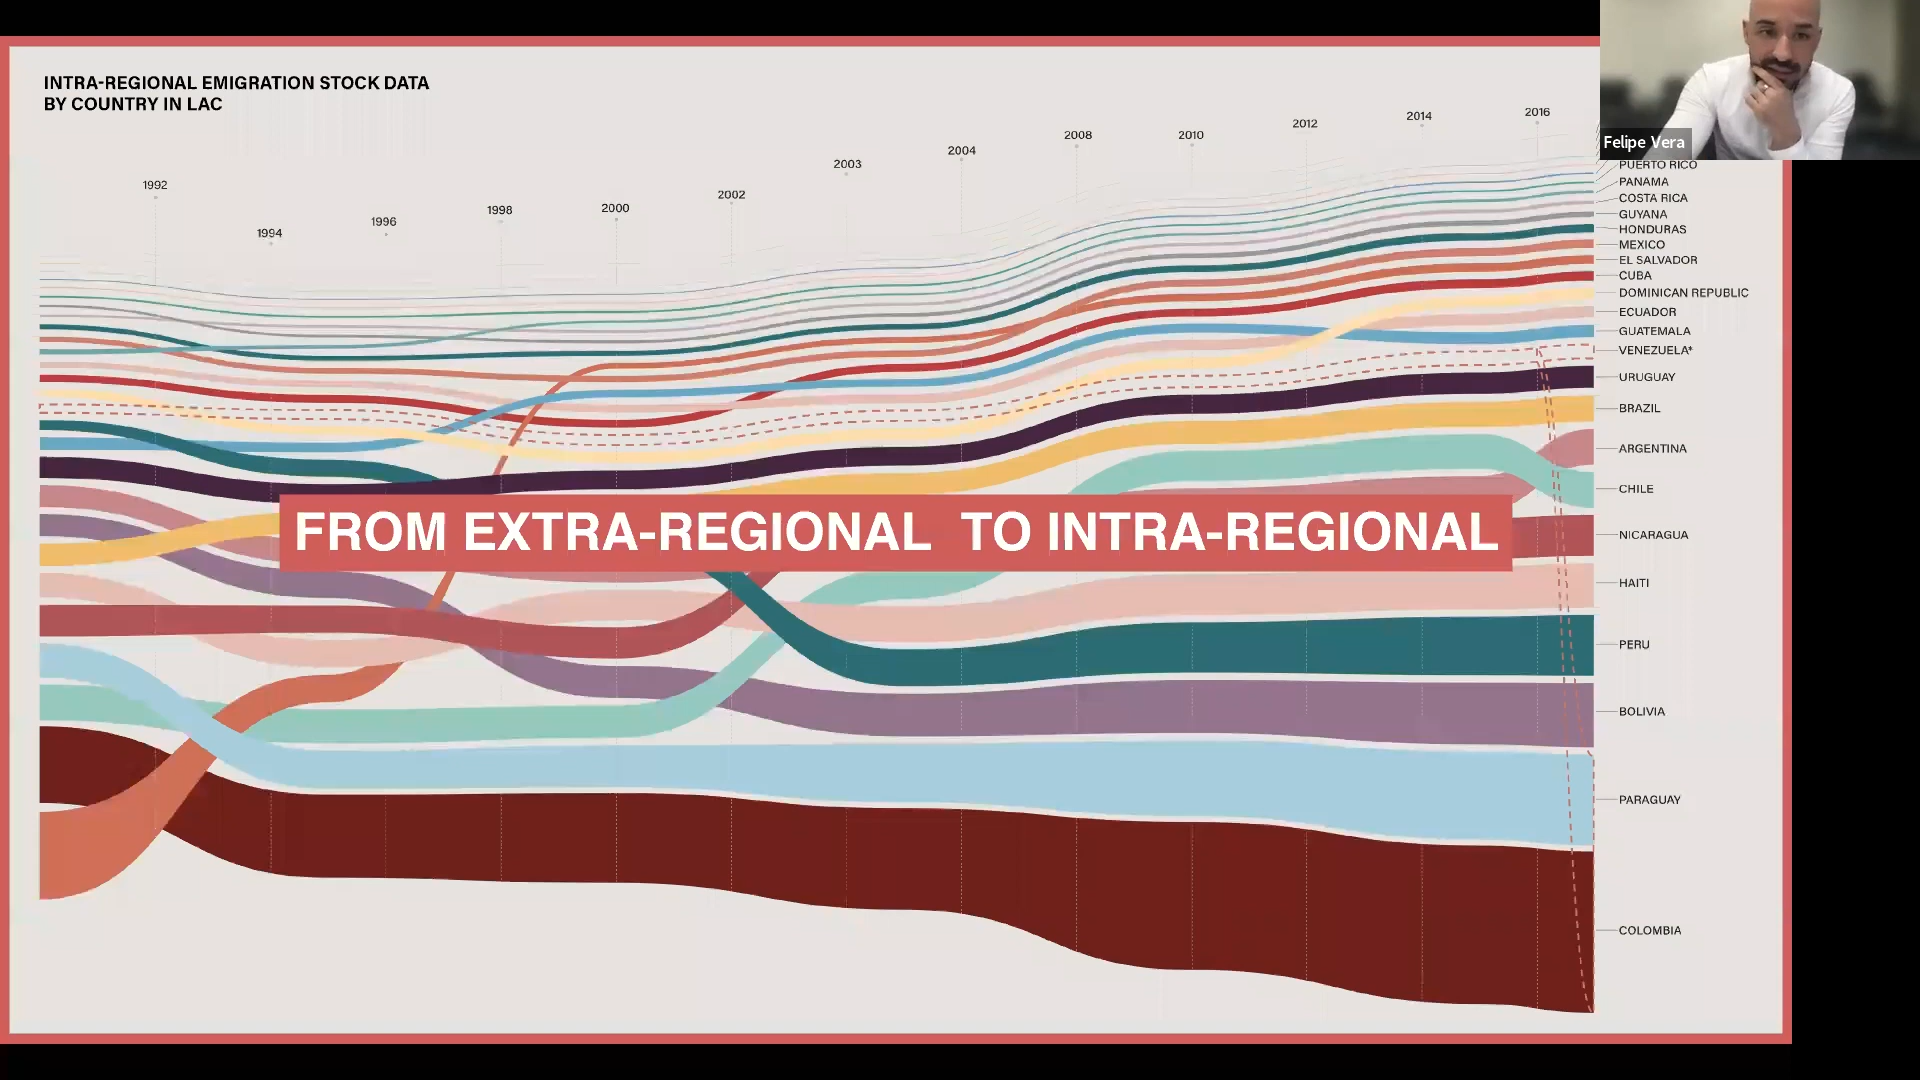 INTRA-REGIONAL EMIGRATION STOCK DATA
BY COUNTRY IN LAC
1992
1994
1996
1998
2000
2002
2003
2004
2008
2010
2012
2014
2016
Felipe Vera
PUERTO RICO
PANAMA
COSTA RICA
GUYANA
HONDURAS
MEXICO
EL SALVADOR
CUBA
DOMINICAN REPUBLIC
ECUADOR
GUATEMALA
VENEZUELA*
URUGUAY
BRAZIL
ARGENTINA
CHILE
FROM EXTRA-REGIONAL TO INTRA-REGIONAL
NICARAGUA
HAITI
PERU
BOLIVIA
PARAGUAY
COLOMBIA